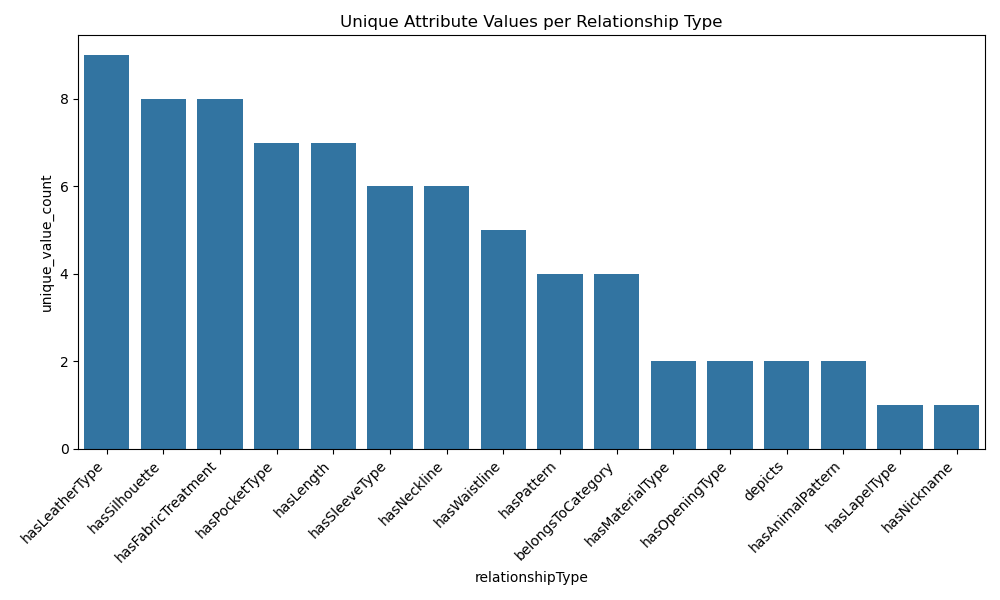 Unique Attribute Values per Relationship Type
unique_value_count
8
6
4
2
0
hasLeatherType
hasSilhouette
hasFabricTreatment
hasPocketType
hasLength
hasSleeveType
hasNeckline
hasWaistline
hasPattern
belongsToCategory
hasMaterialType
hasOpeningType
depicts
hasAnimalPattern
hasLapelType
hasNickname
relationshipType